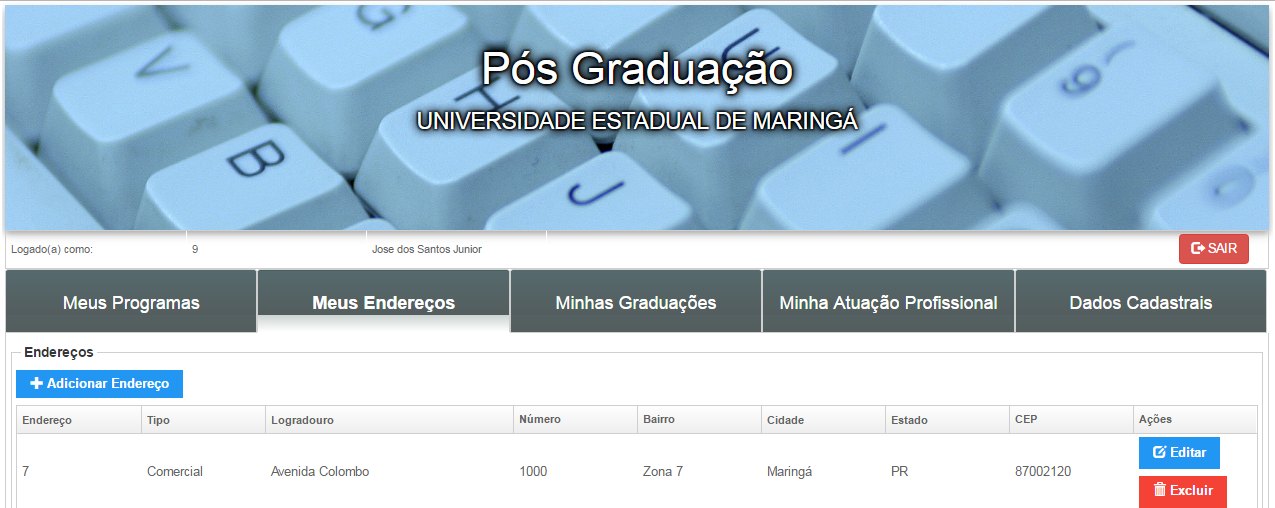 Pós Graduação
UNIVERSIDADE ESTADUAL DE MARINGÁ
V G H U 9 B J I O
Logado(a) como: 9 Jose dos Santos Junior SAIR
Meus Programas Meus Endereços Minhas Graduações Minha Atuação Profissional Dados Cadastrais
Endereços
Adicionar Endereço
Endereço Tipo Logradouro Número Bairro Cidade Estado CEP Ações
7 Comercial Avenida Colombo 1000 Zona 7 Maringá PR 87002120 Editar
Excluir